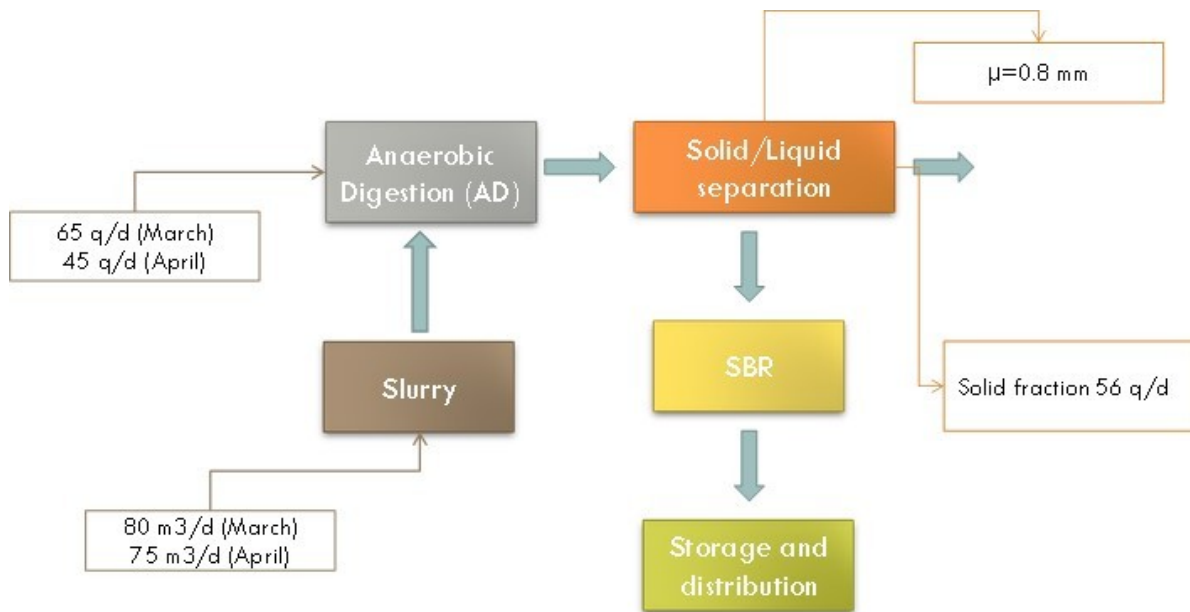 µ=0.8 mm
Anaerobic
Digestion (AD)
Solid/Liquid
separation
65 q/d (March)
45 q/d (April)
Slurry
SBR
Solid fraction 56 q/d
80 m3/d (March)
75 m3/d (April)
Storage and
distribution